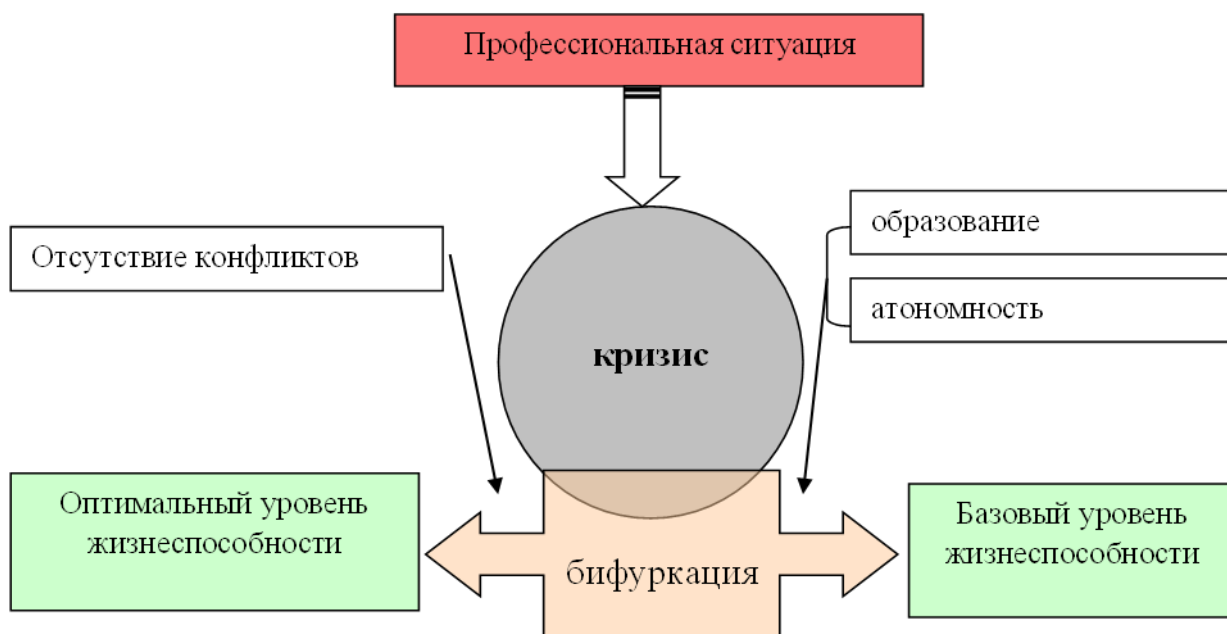 Профессиональная ситуация
образование
Отсутствие конфликтов
атономность
кризис
Оптимальный уровень
жизнеспособности
Базовый уровень
жизнеспособности
бифуркация